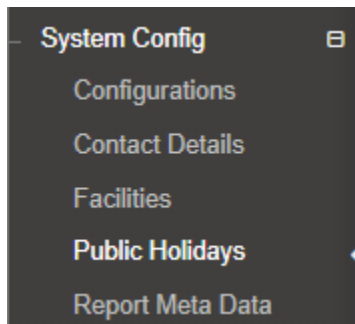 System Config
Configurations
Contact Details
Facilities
Public Holidays
Report Meta Data